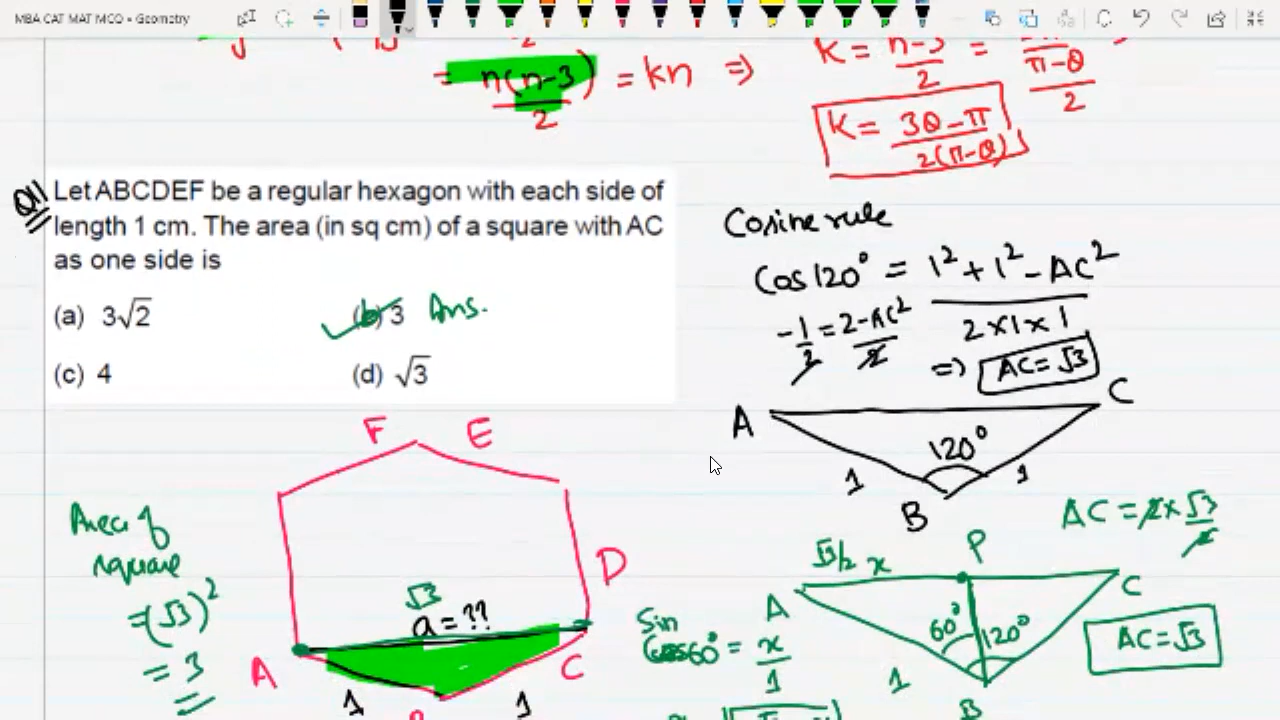 MBA CAT MAT MCQ - Geometry
= n(n-3)/2 = kn ⇒
K = n-3/2 =
π-θ
2
K = 3θ-π/2(π-θ)
Q11
Let ABCDEF be a regular hexagon with each side of
length 1 cm. The area (in sq cm) of a square with AC
as one side is
(a) 3√2
(b) 3 Ans.
(c) 4
(d) √3
Cosine rule
Cos120° = 1²+1²-AC²
2×1×1
-1/2 = 2-AC²/2
=> AC=√3
A
C
120°
1
1
B
F E
D
C
A
√3
a = ??
1
1
Area of
square
= (√3)²
= 3
AC = 2×√3/2
P
√3/2 x
A
C
60°
120°
1
B
AC=√3
Sin
Cos60° = x/1